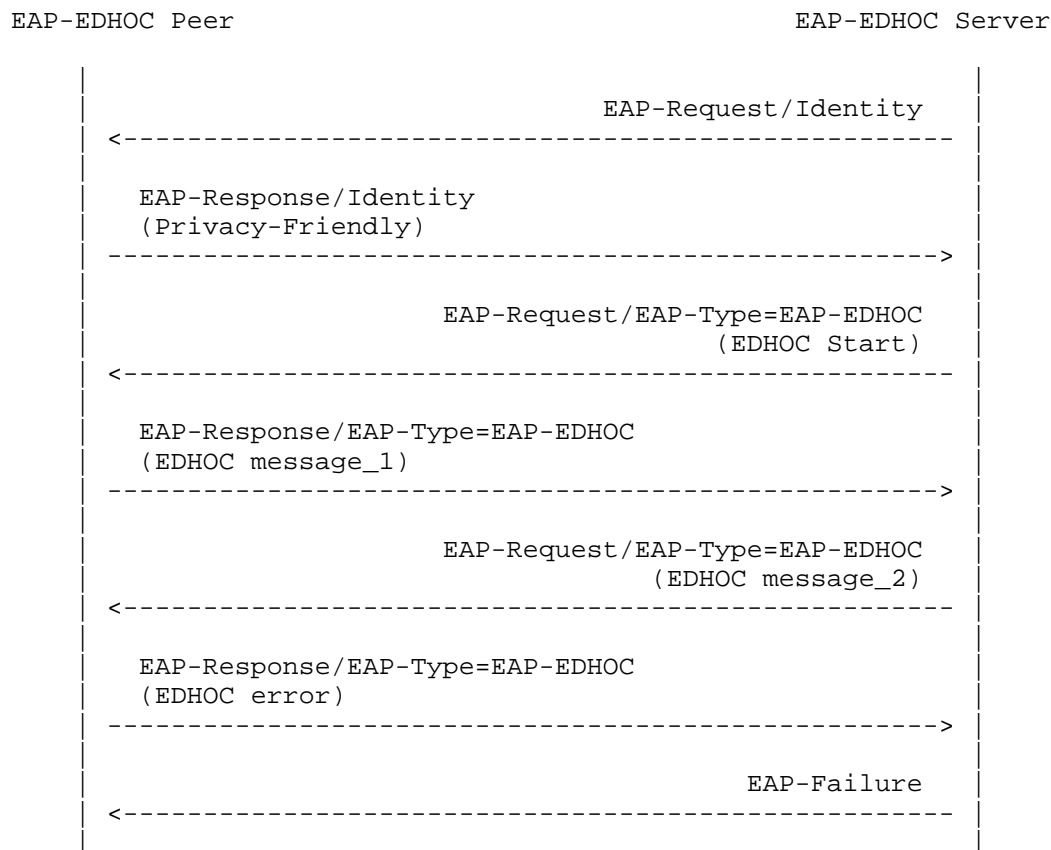 EAP-EDHOC Peer EAP-EDHOC Server
EAP-Request/Identity
EAP-Response/Identity
(Privacy-Friendly)
EAP-Request/EAP-Type=EAP-EDHOC
(EDHOC Start)
EAP-Response/EAP-Type=EAP-EDHOC
(EDHOC message_1)
EAP-Request/EAP-Type=EAP-EDHOC
(EDHOC message_2)
EAP-Response/EAP-Type=EAP-EDHOC
(EDHOC error)
EAP-Failure